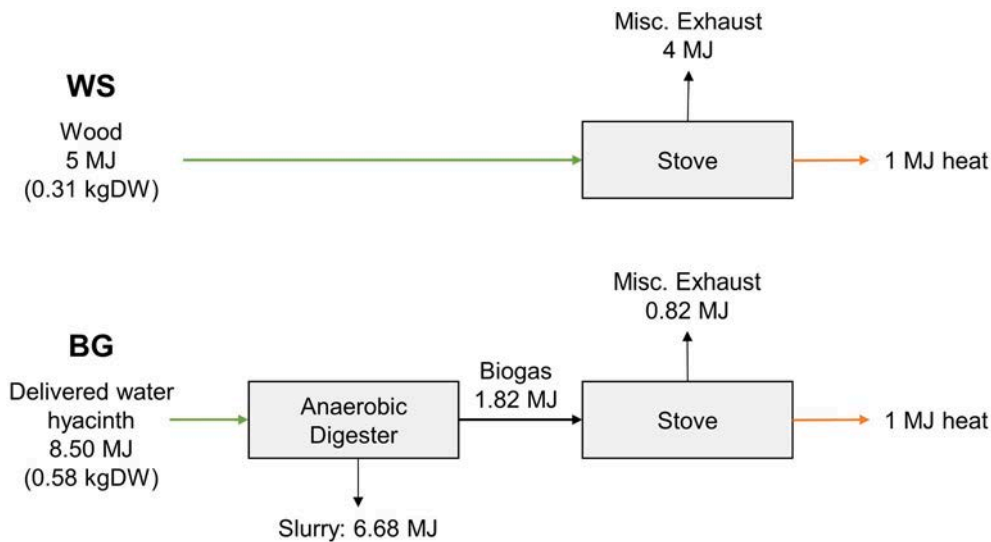 Misc. Exhaust
4 MJ
WS
Wood
5 MJ
(0.31 kgDW)
Stove
1 MJ heat
Misc. Exhaust
0.82 MJ
BG
Delivered water
hyacinth
8.50 MJ
(0.58 kgDW)
Anaerobic
Digester
Biogas
1.82 MJ
Stove
1 MJ heat
Slurry: 6.68 MJ